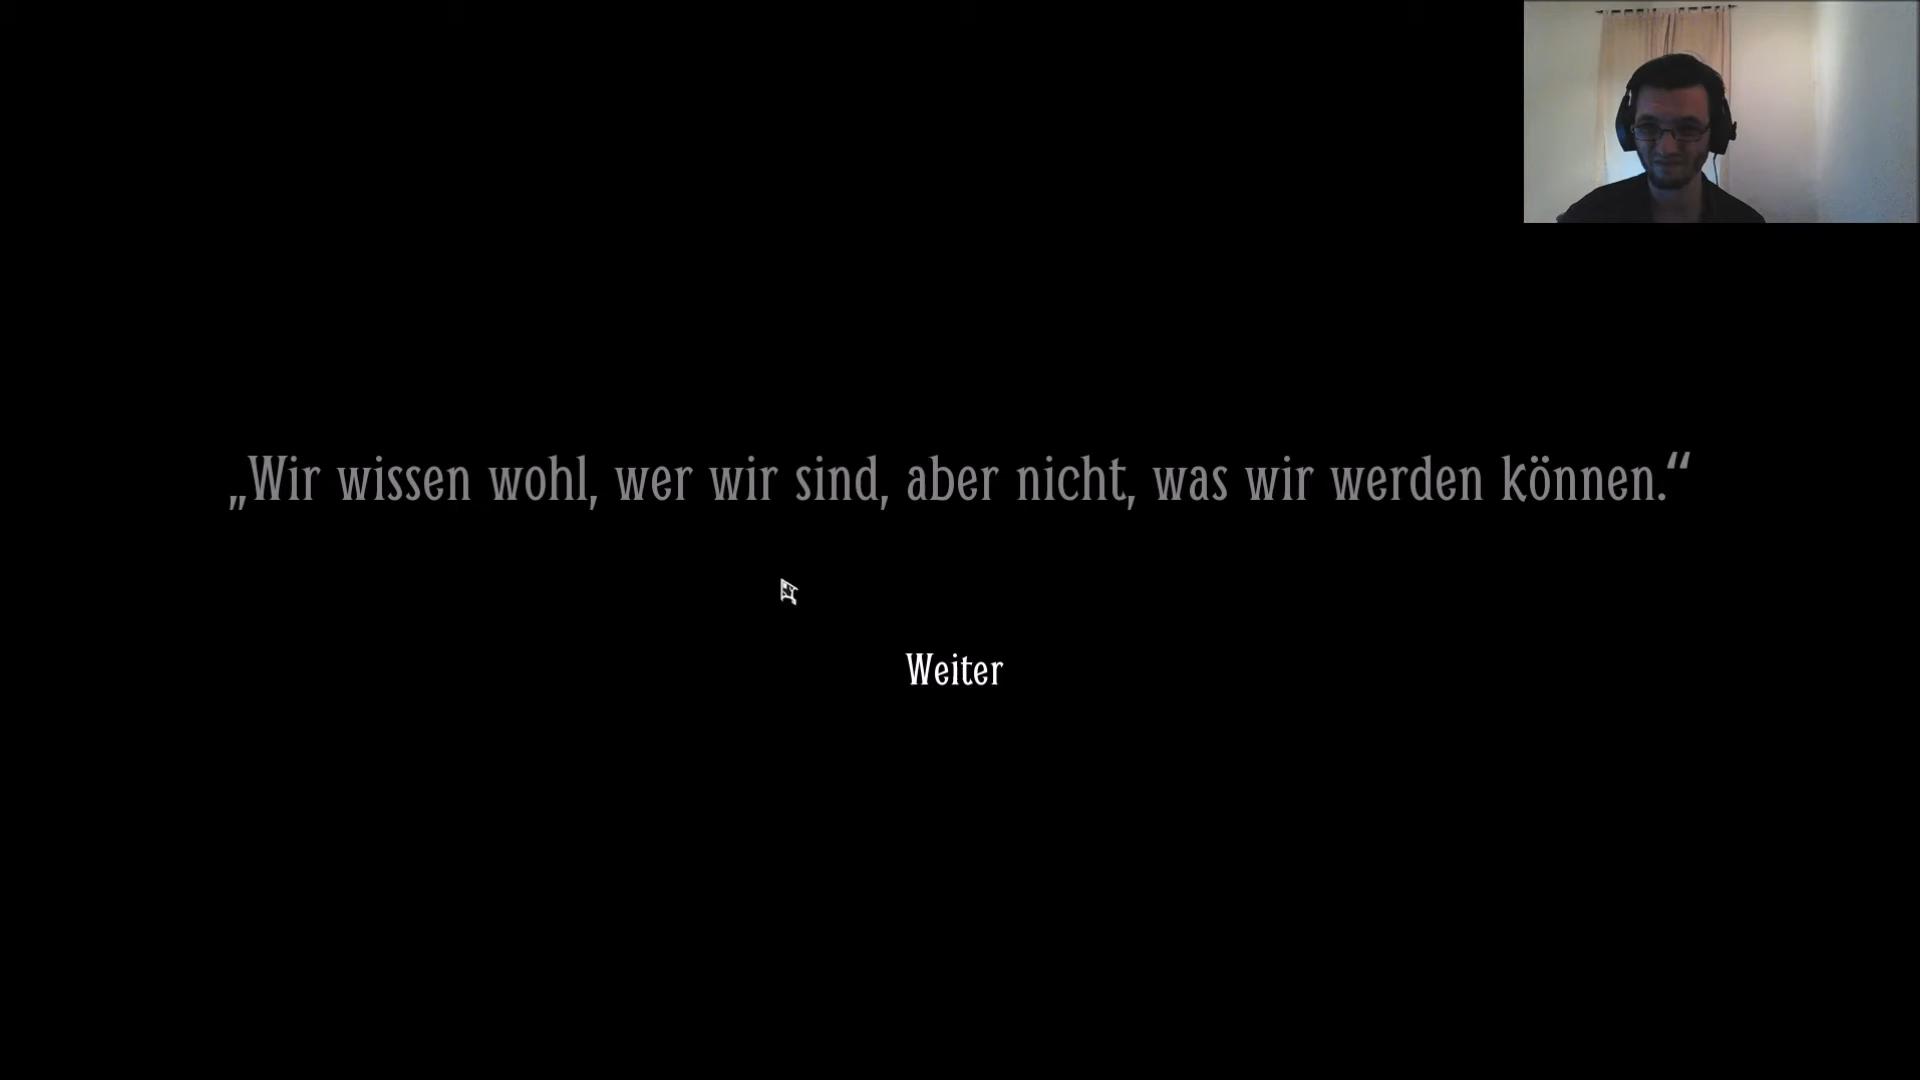 „Wir wissen wohl, wer wir sind, aber nicht, was wir werden können.“
Weiter